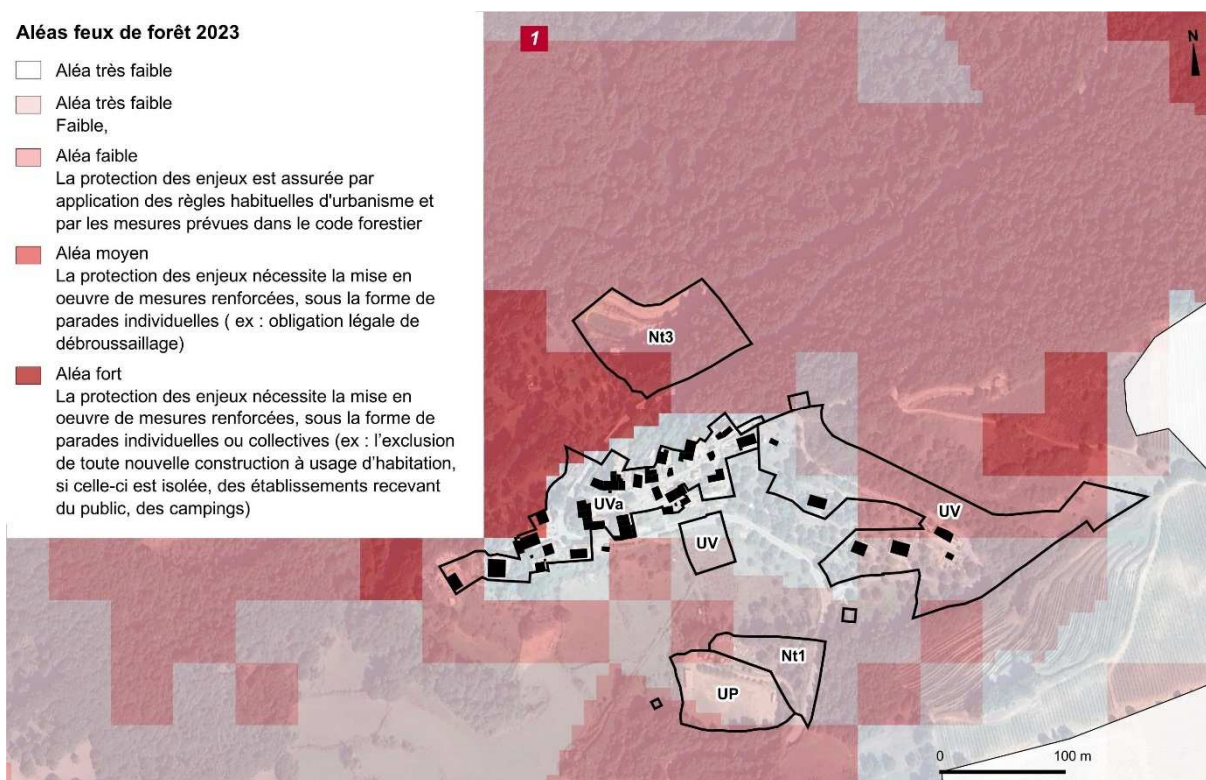 Aléas feux de forêt 2023
Aléa très faible
Aléa très faible
Faible,
Aléa faible
La protection des enjeux est assurée par
application des règles habituelles d'urbanisme et
par les mesures prévues dans le code forestier
Aléa moyen
La protection des enjeux nécessite la mise en
oeuvre de mesures renforcées, sous la forme de
parades individuelles ( ex : obligation légale de
débroussaillage)
Aléa fort
La protection des enjeux nécessite la mise en
oeuvre de mesures renforcées, sous la forme de
parades individuelles ou collectives (ex : l'exclusion
de toute nouvelle construction à usage d'habitation,
si celle-ci est isolée, des établissements recevant
du public, des campings)
1
N
Nt3
UVa
UV
UV
Nt1
UP
0 100 m